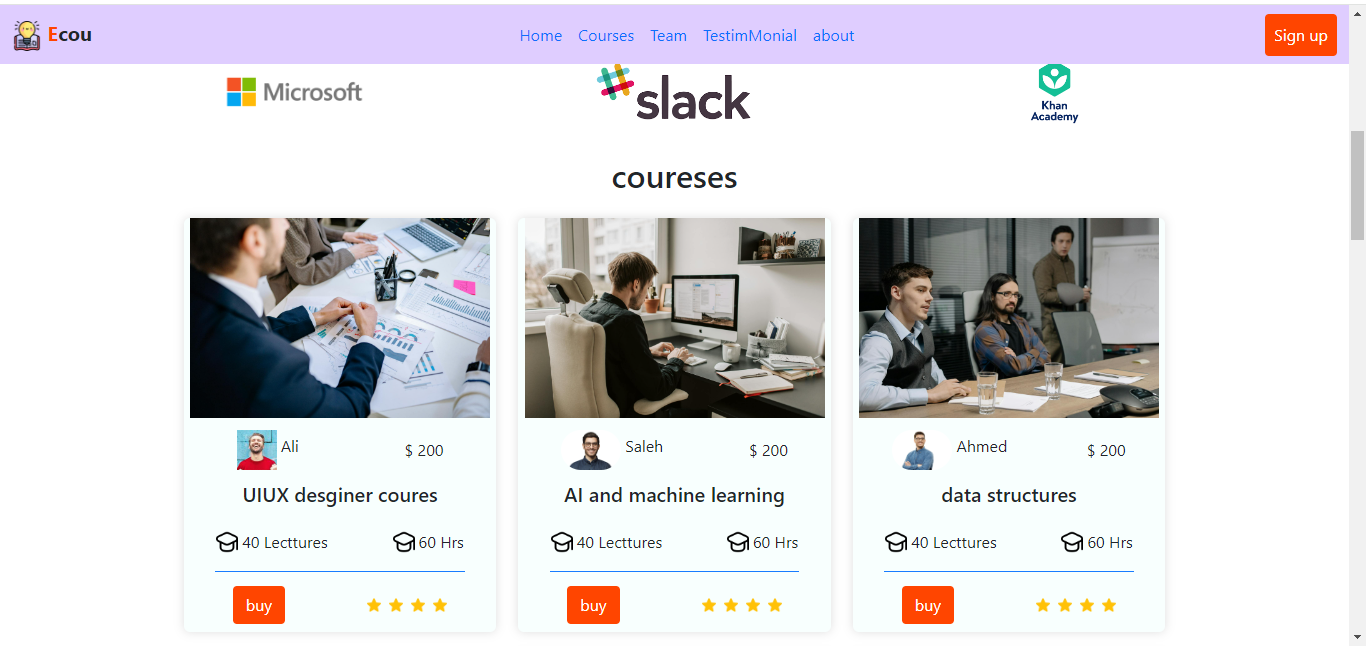 Ecou
Home Courses Team TestimMonial about
Sign up
Microsoft
slack
Khan
Academy
coureses
Ali $ 200
Saleh $ 200
Ahmed $ 200
UIUX desginer coures
AI and machine learning
data structures
40 Lecttures 60 Hrs
40 Lecttures 60 Hrs
40 Lecttures 60 Hrs
buy
buy
buy